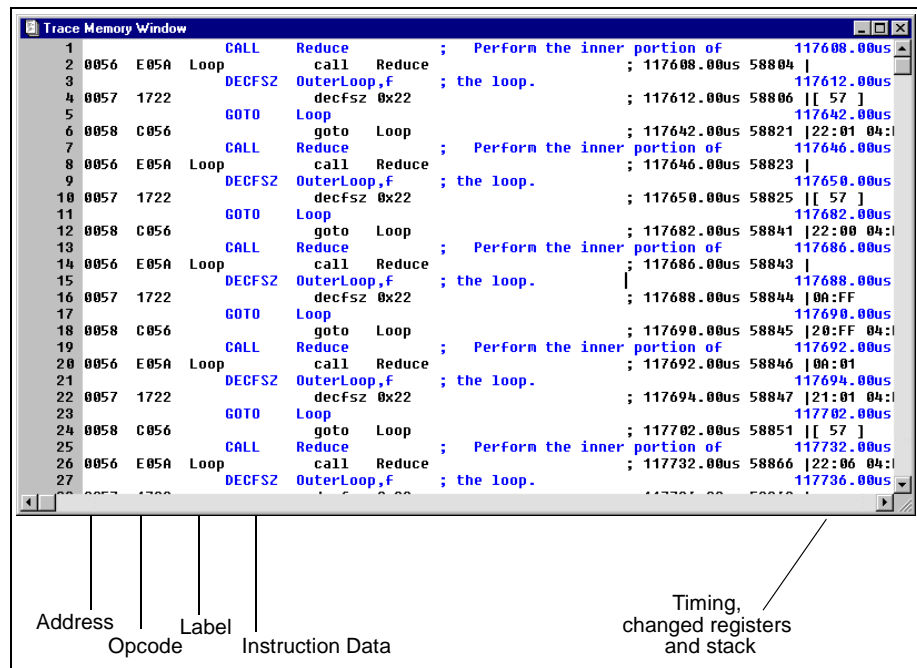 Trace Memory Window
1 CALL Reduce ; Perform the inner portion of 117608.00us
2 0056 E05A Loop call Reduce ; 117608.00us 58804 |
3 DECFSZ OuterLoop,f ; the loop. 117612.00us
4 0057 1722 decfsz 0x22 ; 117612.00us 58806 |[ 57 ]
5 GOTO Loop 117642.00us
6 0058 C056 goto Loop ; 117642.00us 58821 |22:01 04:
7 CALL Reduce ; Perform the inner portion of 117646.00us
8 0056 E05A Loop call Reduce ; 117646.00us 58823 |
9 DECFSZ OuterLoop,f ; the loop. 117650.00us
10 0057 1722 decfsz 0x22 ; 117650.00us 58825 |[ 57 ]
11 GOTO Loop 117682.00us
12 0058 C056 goto Loop ; 117682.00us 58841 |22:00 04:
13 CALL Reduce ; Perform the inner portion of 117686.00us
14 0056 E05A Loop call Reduce ; 117686.00us 58843 |
15 DECFSZ OuterLoop,f ; the loop. 117688.00us
16 0057 1722 decfsz 0x22 ; 117688.00us 58844 |0A:FF
17 GOTO Loop 117690.00us
18 0058 C056 goto Loop ; 117690.00us 58845 |20:FF 04:
19 CALL Reduce ; Perform the inner portion of 117692.00us
20 0056 E05A Loop call Reduce ; 117692.00us 58846 |0A:01
21 DECFSZ OuterLoop,f ; the loop. 117694.00us
22 0057 1722 decfsz 0x22 ; 117694.00us 58847 |21:01 04:
23 GOTO Loop 117702.00us
24 0058 C056 goto Loop ; 117702.00us 58851 |[ 57 ]
25 CALL Reduce ; Perform the inner portion of 117732.00us
26 0056 E05A Loop call Reduce ; 117732.00us 58866 |22:06 04:
27 DECFSZ OuterLoop,f ; the loop. 117736.00us
Address
Opcode
Label
Instruction Data
Timing,
changed registers
and stack